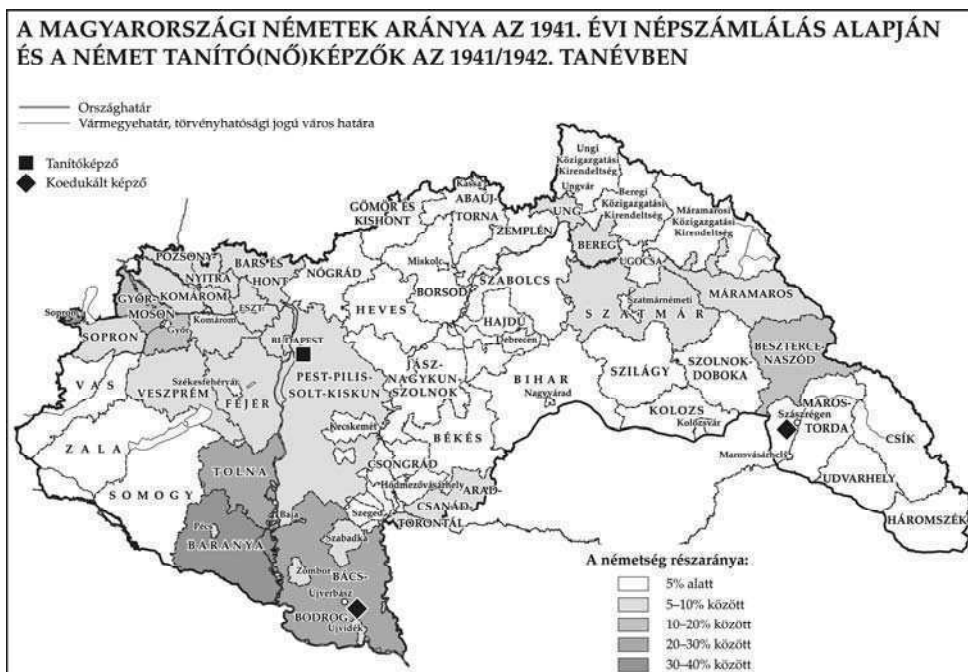 A MAGYARORSZÁGI NÉMETEK ARÁNYA AZ 1941. ÉVI NÉPSZÁMLÁLÁS ALAPJÁN
ÉS A NÉMET TANÍTÓ(NŐ)KÉPZŐK AZ 1941/1942. TANÉVBEN
Országhatár
Vármegyehatár, törvényhatósági jogú város határa
Tanítóképző
Koedukált képző
Ungi
Közigazgatási
Kirendeltség
Ungvár
Beregi
Közigazgatási
Kirendeltség
Máramarosi
Közigazgatási
Kirendeltség
Kassa
ABAÚJ-
TORNA
GÖMÖR ÉS
KISHONT
ZEMPLÉN
UNG
BEREG
UGOCSA
MÁRAMAROS
POZSONY
NYITRA
BARS ÉS
HONT
NÓGRÁD
Miskolc
BORSOD
SZABOLCS
Szatmárnémeti
SZATMÁR
GYŐR-
MOSON
KOMÁROM
Komárom
ESZT.
Győr
Sopron
SOPRON
HEVES
HAJDÚ
Debrecen
BESZTERCE-
NASZÓD
BUDAPEST
VAS
VESZPRÉM
Székesfehérvár
FEJÉR
PEST-PILIS-
SOLT-KISKUN
JÁSZ-
NAGYKUN-
SZOLNOK
BIHAR
Nagyvárad
SZILÁGY
SZOLNOK-
DOBOKA
KOLOZS
Kolozsvár
MAROS-
TORDA
Szászrégen
Marosvásárhely
CSÍK
UDVARHELY
HÁROMSZÉK
Kecskemét
BÉKÉS
ZALA
SOMOGY
TOLNA
CSONGRÁD
Hódmezővásárhely
ARAD-
CSANÁD-
TORONTÁL
Szeged
Baja
Pécs
BARANYA
Szabadka
Zombor
BÁCS-
BODROG
Újverbász
Újvidék
A németség részaránya:
5% alatt
5–10% között
10–20% között
20–30% között
30–40% között